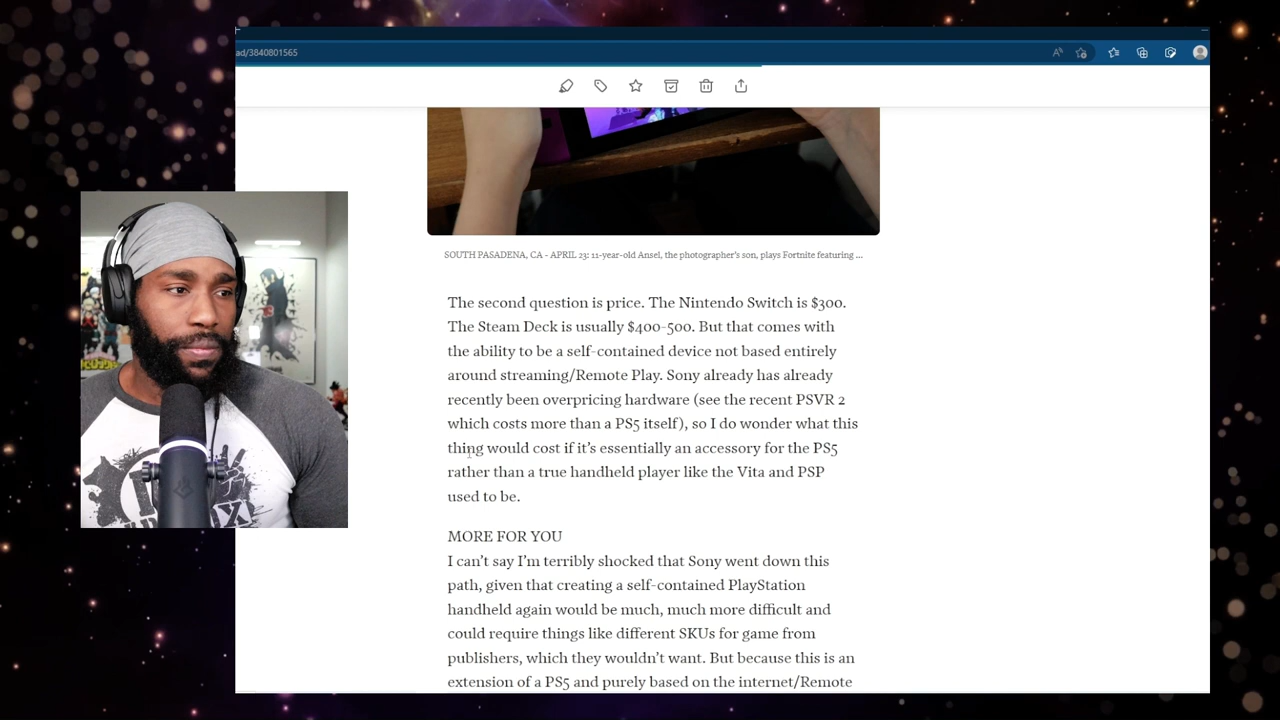 ad/3840801565
SOUTH PASADENA, CA - APRIL 23: 11-year-old Ansel, the photographer's son, plays Fortnite featuring ...
The second question is price. The Nintendo Switch is $300.
The Steam Deck is usually $400-500. But that comes with
the ability to be a self-contained device not based entirely
around streaming/Remote Play. Sony already has already
recently been overpricing hardware (see the recent PSVR 2
which costs more than a PS5 itself), so I do wonder what this
thing would cost if it's essentially an accessory for the PS5
rather than a true handheld player like the Vita and PSP
used to be.
MORE FOR YOU
I can't say I'm terribly shocked that Sony went down this
path, given that creating a self-contained PlayStation
handheld again would be much, much more difficult and
could require things like different SKUs for game from
publishers, which they wouldn't want. But because this is an
extension of a PS5 and purely based on the internet/Remote